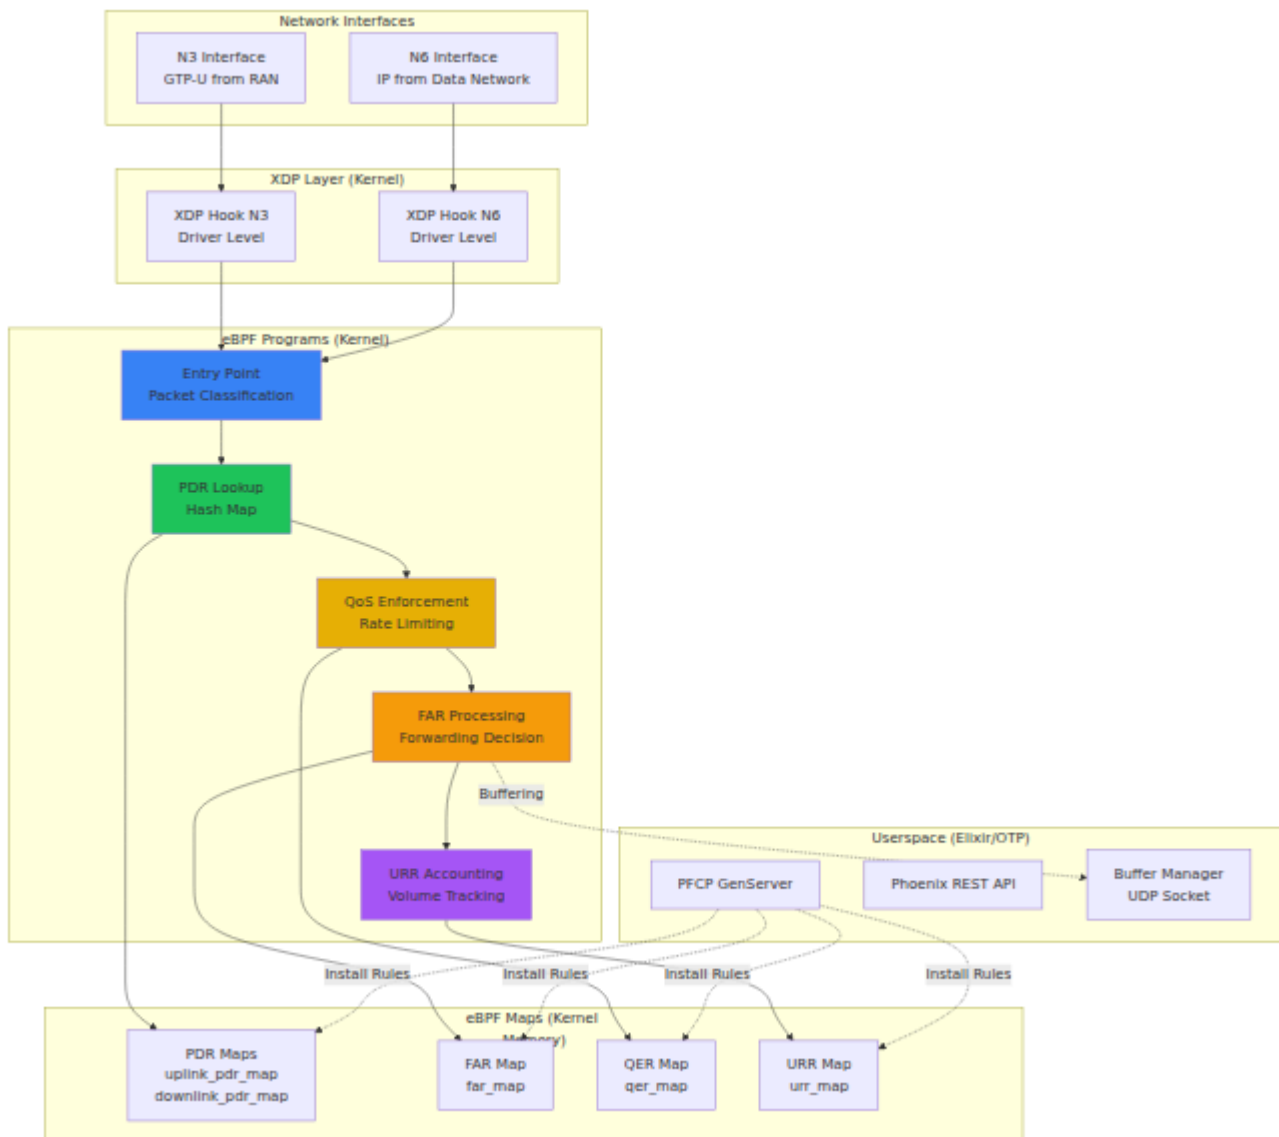 Network Interfaces
N3 Interface
GTP-U from RAN
N6 Interface
IP from Data Network
XDP Layer (Kernel)
XDP Hook N3
Driver Level
XDP Hook N6
Driver Level
eBPF Programs (Kernel)
Entry Point
Packet Classification
PDR Lookup
Hash Map
QoS Enforcement
Rate Limiting
FAR Processing
Forwarding Decision
Buffering
URR Accounting
Volume Tracking
Userspace (Elixir/OTP)
PFCP GenServer
Phoenix REST API
Buffer Manager
UDP Socket
Install Rules
Install Rules
Install Rules
Install Rules
eBPF Maps (Kernel
Memory)
PDR Maps
uplink_pdr_map
downlink_pdr_map
FAR Map
far_map
QER Map
qer_map
URR Map
urr_map